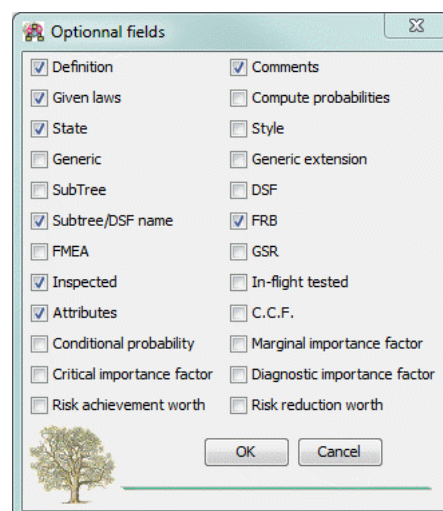 Optionnal fields
Definition Comments
Given laws Compute probabilities
State Style
Generic Generic extension
SubTree DSF
Subtree/DSF name FRB
FMEA GSR
Inspected In-flight tested
Attributes C.C.F.
Conditional probability Marginal importance factor
Critical importance factor Diagnostic importance factor
Risk achievement worth Risk reduction worth
OK Cancel